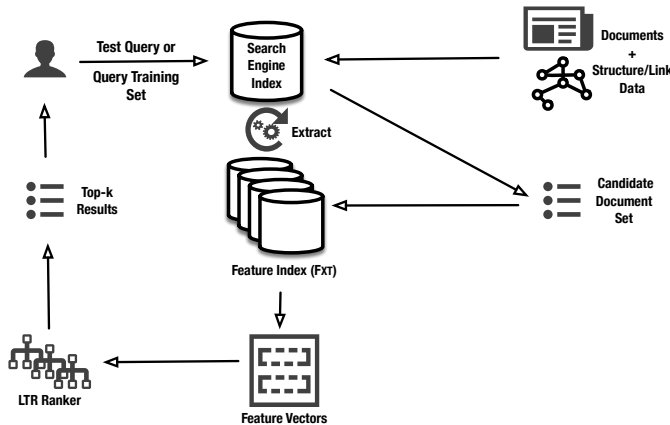 Test Query or
Query Training
Set
Search
Engine
Index
Documents
+
Structure/Link
Data
Extract
Top-k
Results
Candidate
Document
Set
Feature Index (FXT)
LTR Ranker
Feature Vectors